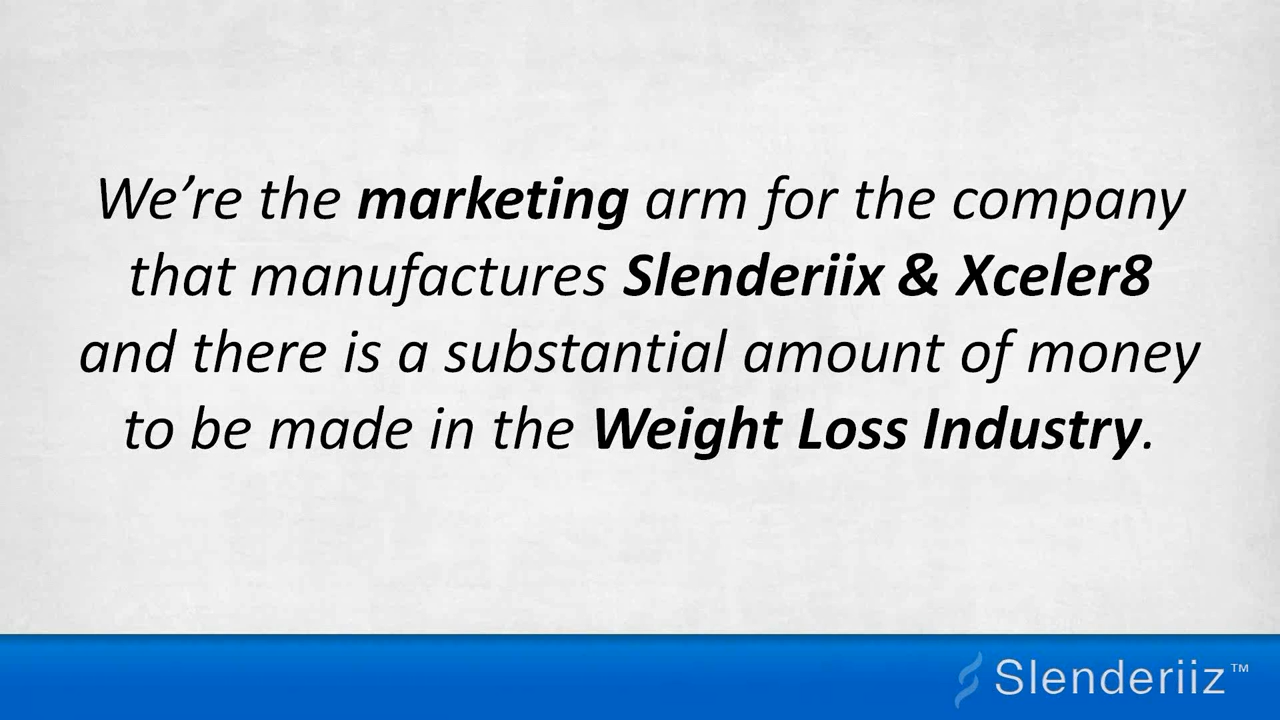 We’re the marketing arm for the company
that manufactures Slenderiix & Xceler8
and there is a substantial amount of money
to be made in the Weight Loss Industry.
Slenderiiz™